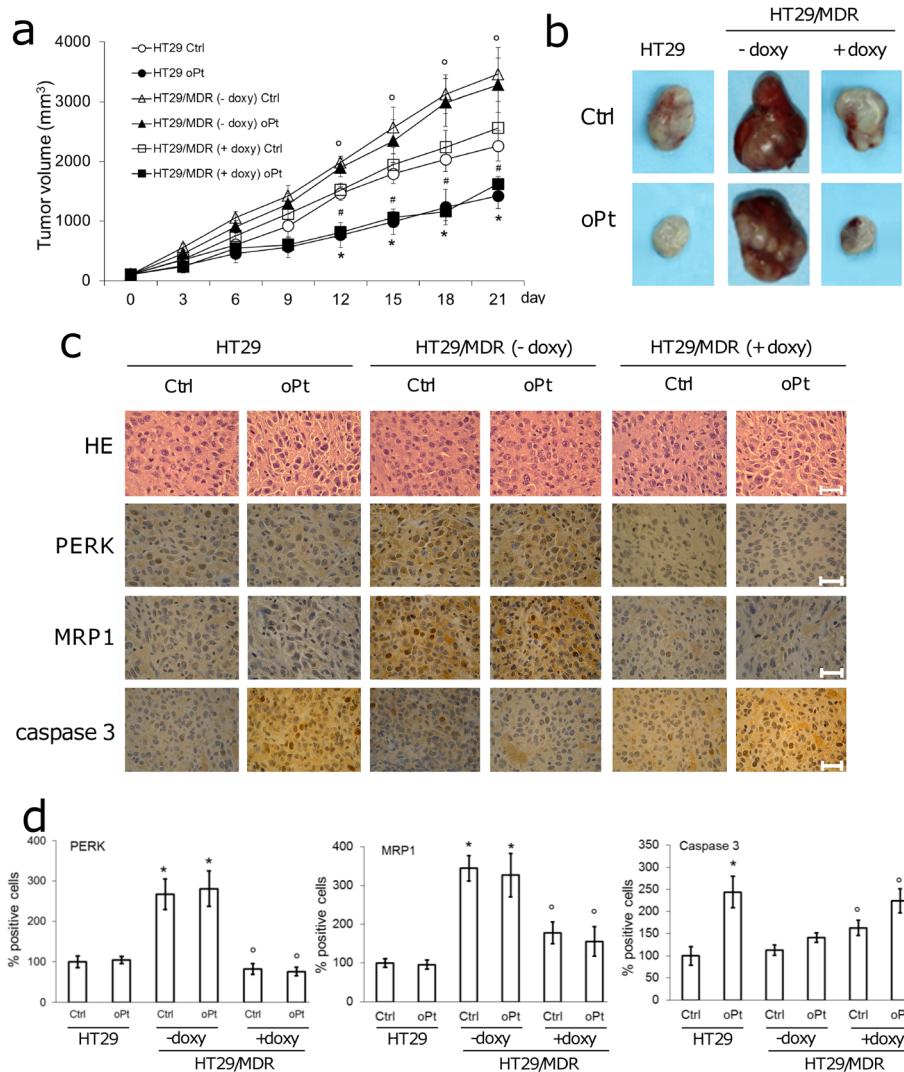 a
Tumor volume (mm³)
4000
3000
2000
1000
0
HT29 Ctrl
HT29 oPt
HT29/MDR (- doxy) Ctrl
HT29/MDR (- doxy) oPt
HT29/MDR (+ doxy) Ctrl
HT29/MDR (+ doxy) oPt
° ° ° °
# # # #
* * * *
0 3 6 9 12 15 18 21 day
b
HT29/MDR
HT29 - doxy + doxy
Ctrl
oPt
c
HT29 HT29/MDR (- doxy) HT29/MDR (+ doxy)
Ctrl oPt Ctrl oPt Ctrl oPt
HE
PERK
MRP1
caspase 3
d
PERK
% positive cells
400
300
200
100
0
* *
° °
Ctrl oPt Ctrl oPt Ctrl oPt
HT29 -doxy +doxy
HT29/MDR
MRP1
% positive cells
400
300
200
100
0
* *
° °
Ctrl oPt Ctrl oPt Ctrl oPt
HT29 -doxy +doxy
HT29/MDR
Caspase 3
% positive cells
350
300
250
200
150
100
50
0
*
° °
Ctrl oPt Ctrl oPt Ctrl oPt
HT29 -doxy +doxy
HT29/MDR